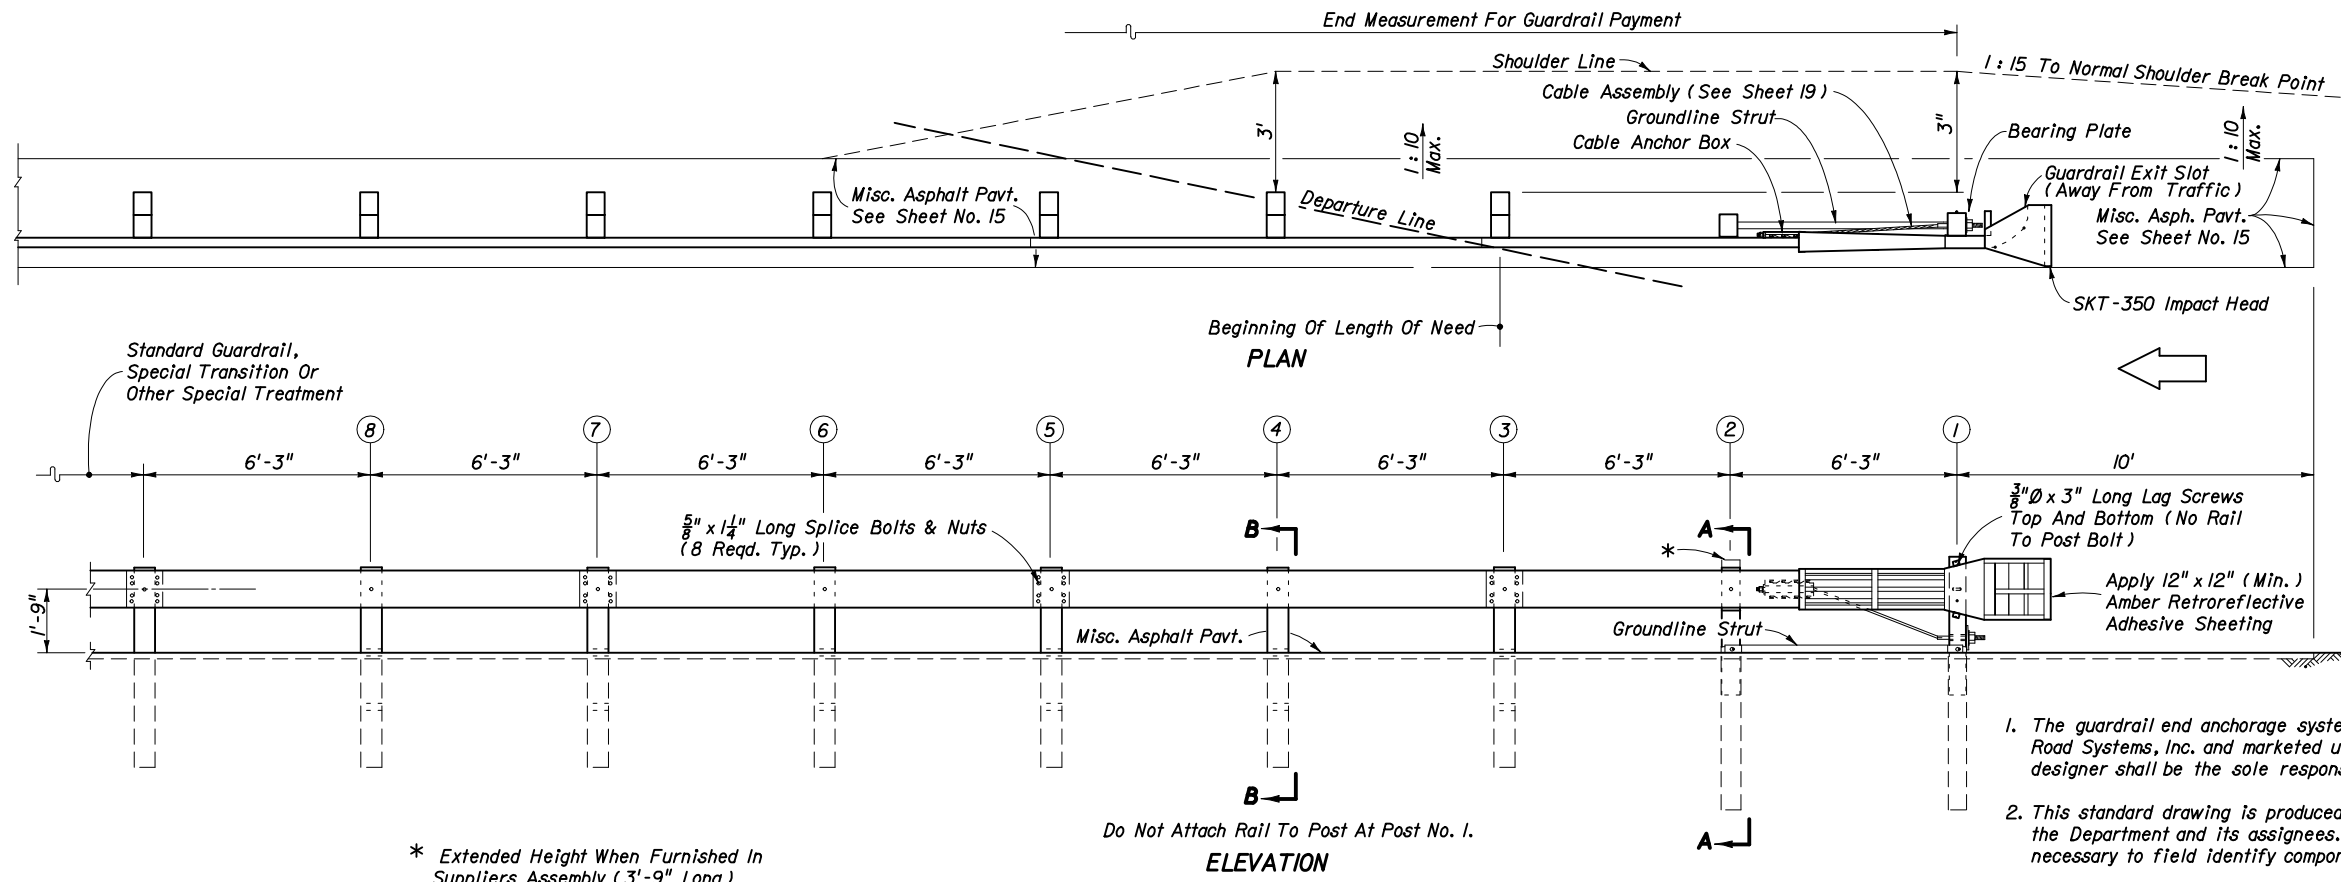 End Measurement For Guardrail Payment
Shoulder Line
1:15 To Normal Shoulder Break Point
Cable Assembly (See Sheet 19)
Groundline Strut
Cable Anchor Box
3'
1:10
Max.
3"
Bearing Plate
1:10
Max.
Guardrail Exit Slot
(Away From Traffic)
Misc. Asphalt Pavt.
See Sheet No. 15
Departure Line
Misc. Asph. Pavt.
See Sheet No. 15
SKT-350 Impact Head
Beginning Of Length Of Need
PLAN
Standard Guardrail,
Special Transition Or
Other Special Treatment
8 7 6 5 4 3 2 1
6'-3" 6'-3" 6'-3" 6'-3" 6'-3" 6'-3" 6'-3" 6'-3" 10'
5/8" x 1 1/4" Long Splice Bolts & Nuts
(8 Reqd. Typ.)
B
A
*
3/8"Ø x 3" Long Lag Screws
Top And Bottom (No Rail
To Post Bolt)
1'-9"
Apply 12" x 12" (Min.)
Amber Retroreflective
Adhesive Sheeting
Misc. Asphalt Pavt.
Groundline Strut
B
A
Do Not Attach Rail To Post At Post No. 1.
ELEVATION
* Extended Height When Furnished In
Suppliers Assembly (3'-9" Long)
1. The guardrail end anchorage syste
Road Systems, Inc. and marketed u
designer shall be the sole respons
2. This standard drawing is produced
the Department and its assignees.
necessary to field identify compor